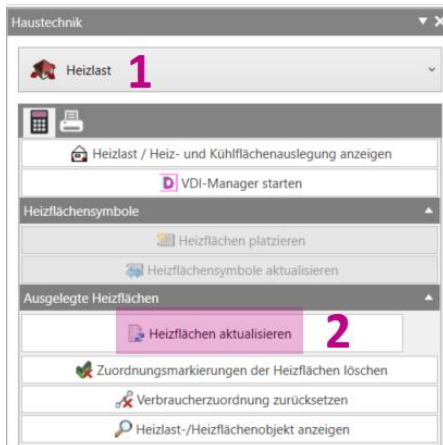 Haustechnik
Heizlast 1
Heizlast / Heiz- und Kühlflächenauslegung anzeigen
D VDI-Manager starten
Heizflächensymbole
Heizflächen platzieren
Heizflächensymbole aktualisieren
Ausgelegte Heizflächen
Heizflächen aktualisieren 2
Zuordnungsmarkierungen der Heizflächen löschen
Verbraucherzuordnung zurücksetzen
Heizlast-/Heizflächenobjekt anzeigen